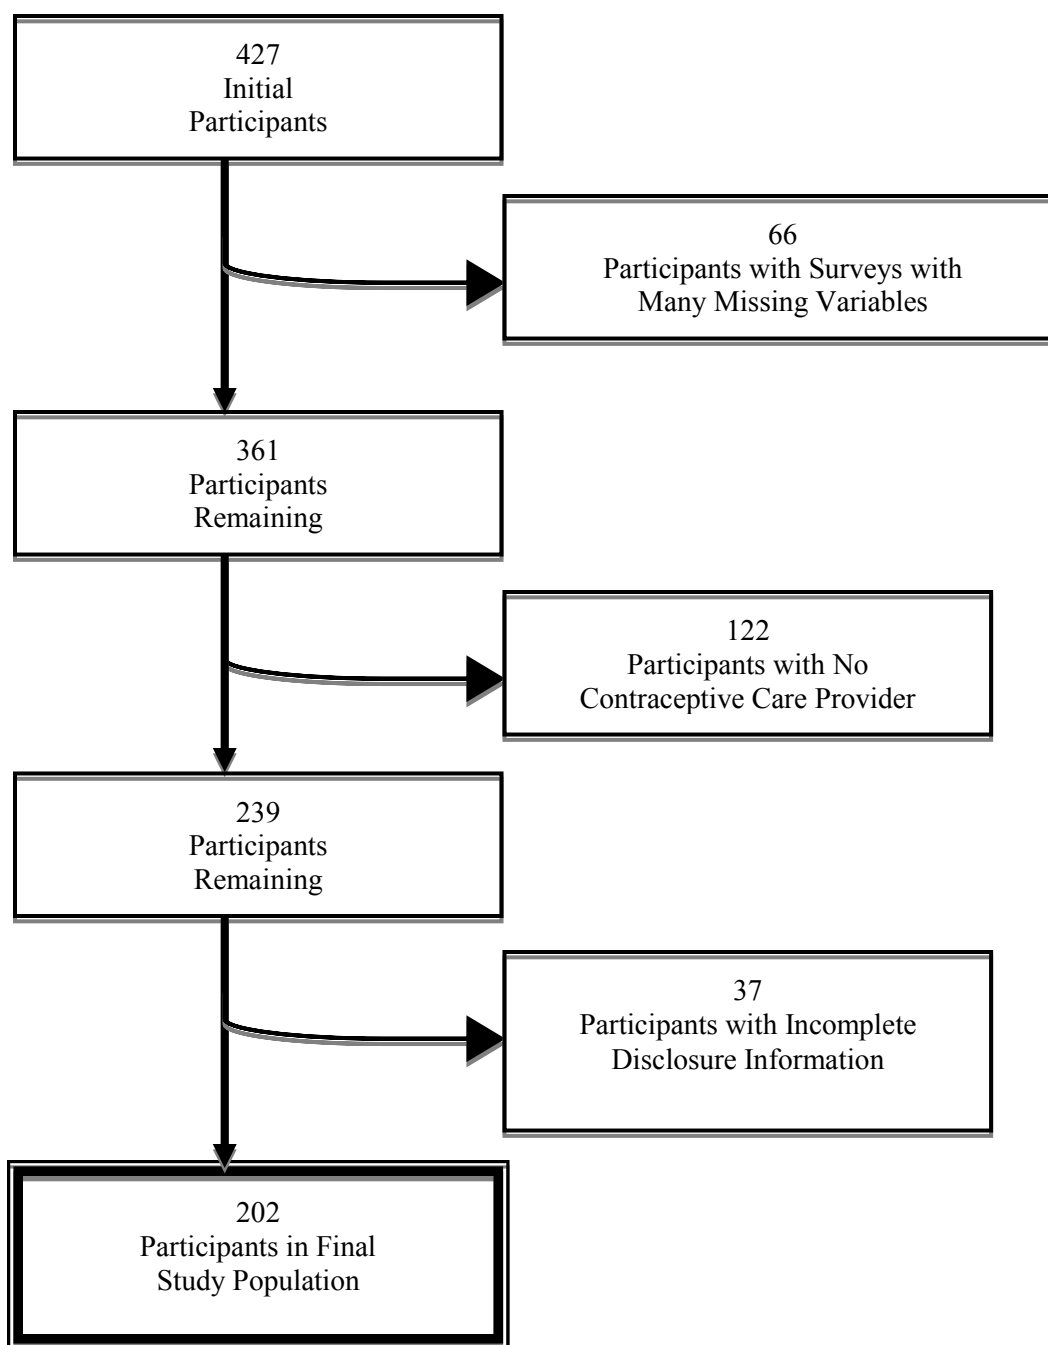 427
Initial
Participants
66
Participants with Surveys with
Many Missing Variables
361
Participants
Remaining
122
Participants with No
Contraceptive Care Provider
239
Participants
Remaining
37
Participants with Incomplete
Disclosure Information
202
Participants in Final
Study Population